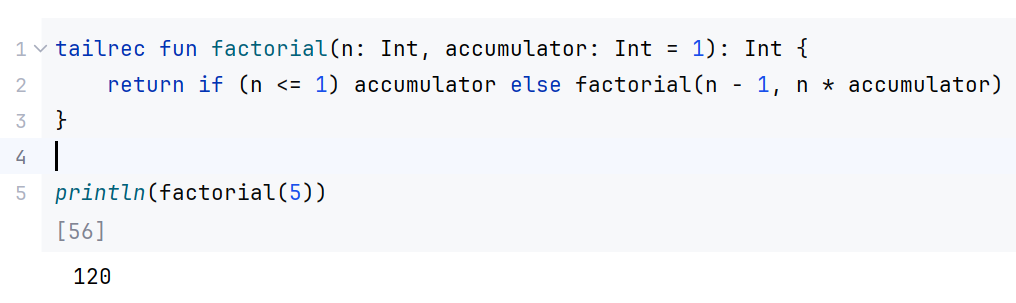 1 tailrec fun factorial(n: Int, accumulator: Int = 1): Int {
2     return if (n <= 1) accumulator else factorial(n - 1, n * accumulator)
3 }
4
5 println(factorial(5))
[56]
120